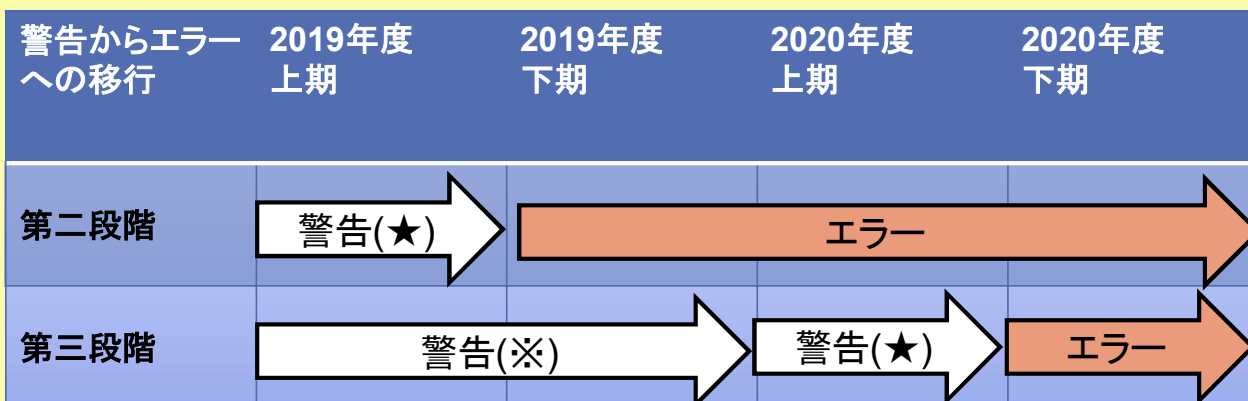 警告からエラー
への移行
2019年度
上期
2019年度
下期
2020年度
上期
2020年度
下期
第二段階
警告(★)
エラー
第三段階
警告(※)
警告(★)
エラー